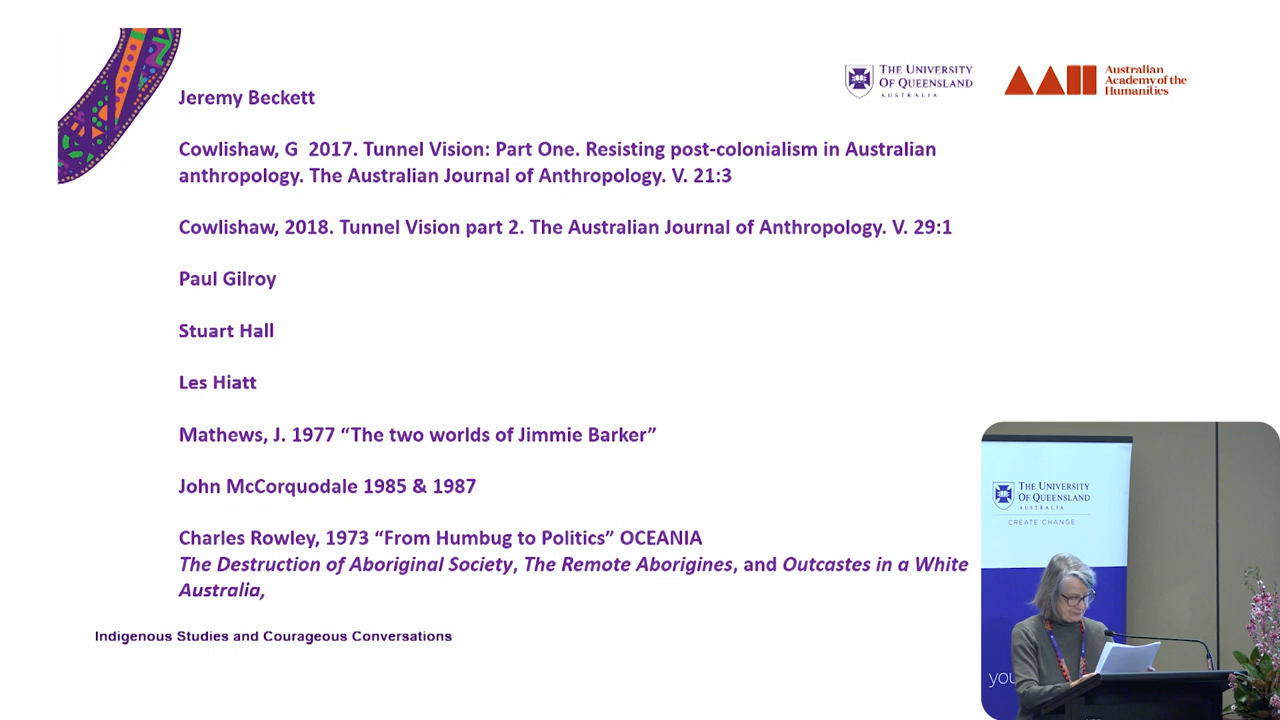 THE UNIVERSITY
OF QUEENSLAND
AUSTRALIA
Australian
Academy of the
Humanities
Jeremy Beckett
Cowlishaw, G  2017. Tunnel Vision: Part One. Resisting post-colonialism in Australian
anthropology. The Australian Journal of Anthropology. V. 21:3
Cowlishaw, 2018. Tunnel Vision part 2. The Australian Journal of Anthropology. V. 29:1
Paul Gilroy
Stuart Hall
Les Hiatt
Mathews, J. 1977 “The two worlds of Jimmie Barker”
John McCorquodale 1985 & 1987
Charles Rowley, 1973 “From Humbug to Politics” OCEANIA
The Destruction of Aboriginal Society, The Remote Aborigines, and Outcastes in a White
Australia,
Indigenous Studies and Courageous Conversations
THE UNIVERSITY
OF QUEENSLAND
AUSTRALIA
CREATE CHANGE